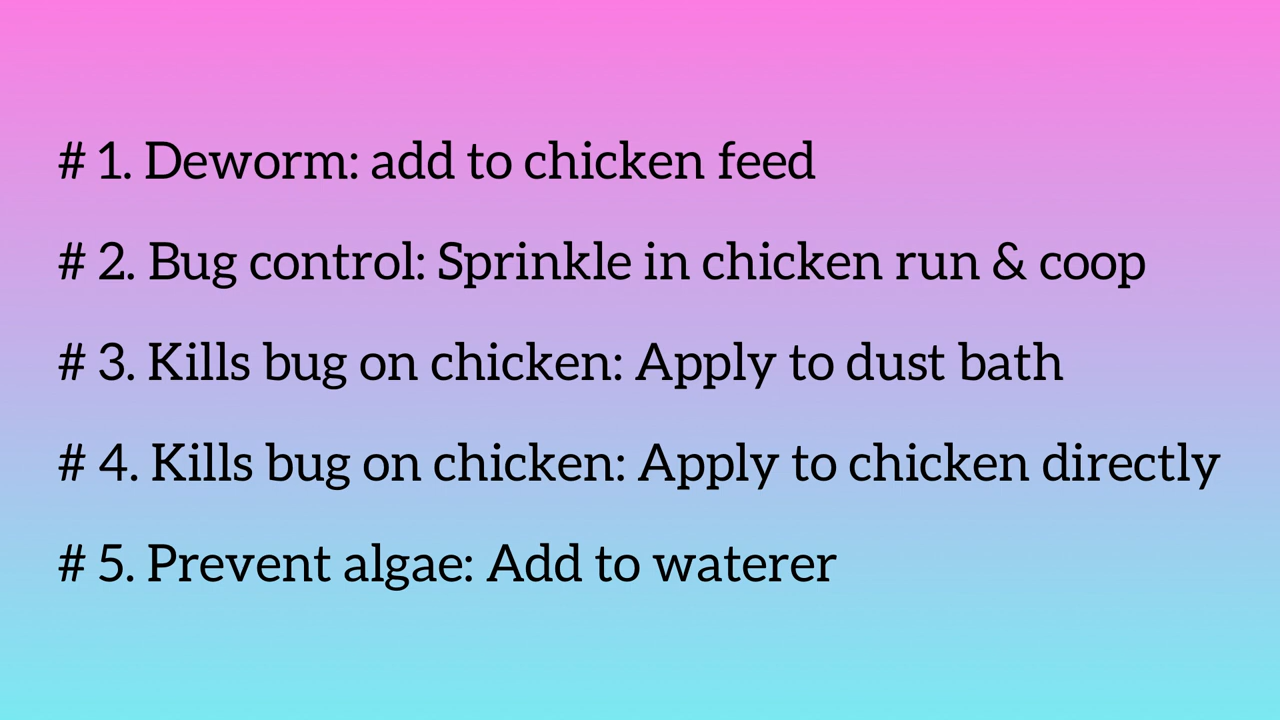 # 1. Deworm: add to chicken feed
# 2. Bug control: Sprinkle in chicken run & coop
# 3. Kills bug on chicken: Apply to dust bath
# 4. Kills bug on chicken: Apply to chicken directly
# 5. Prevent algae: Add to waterer